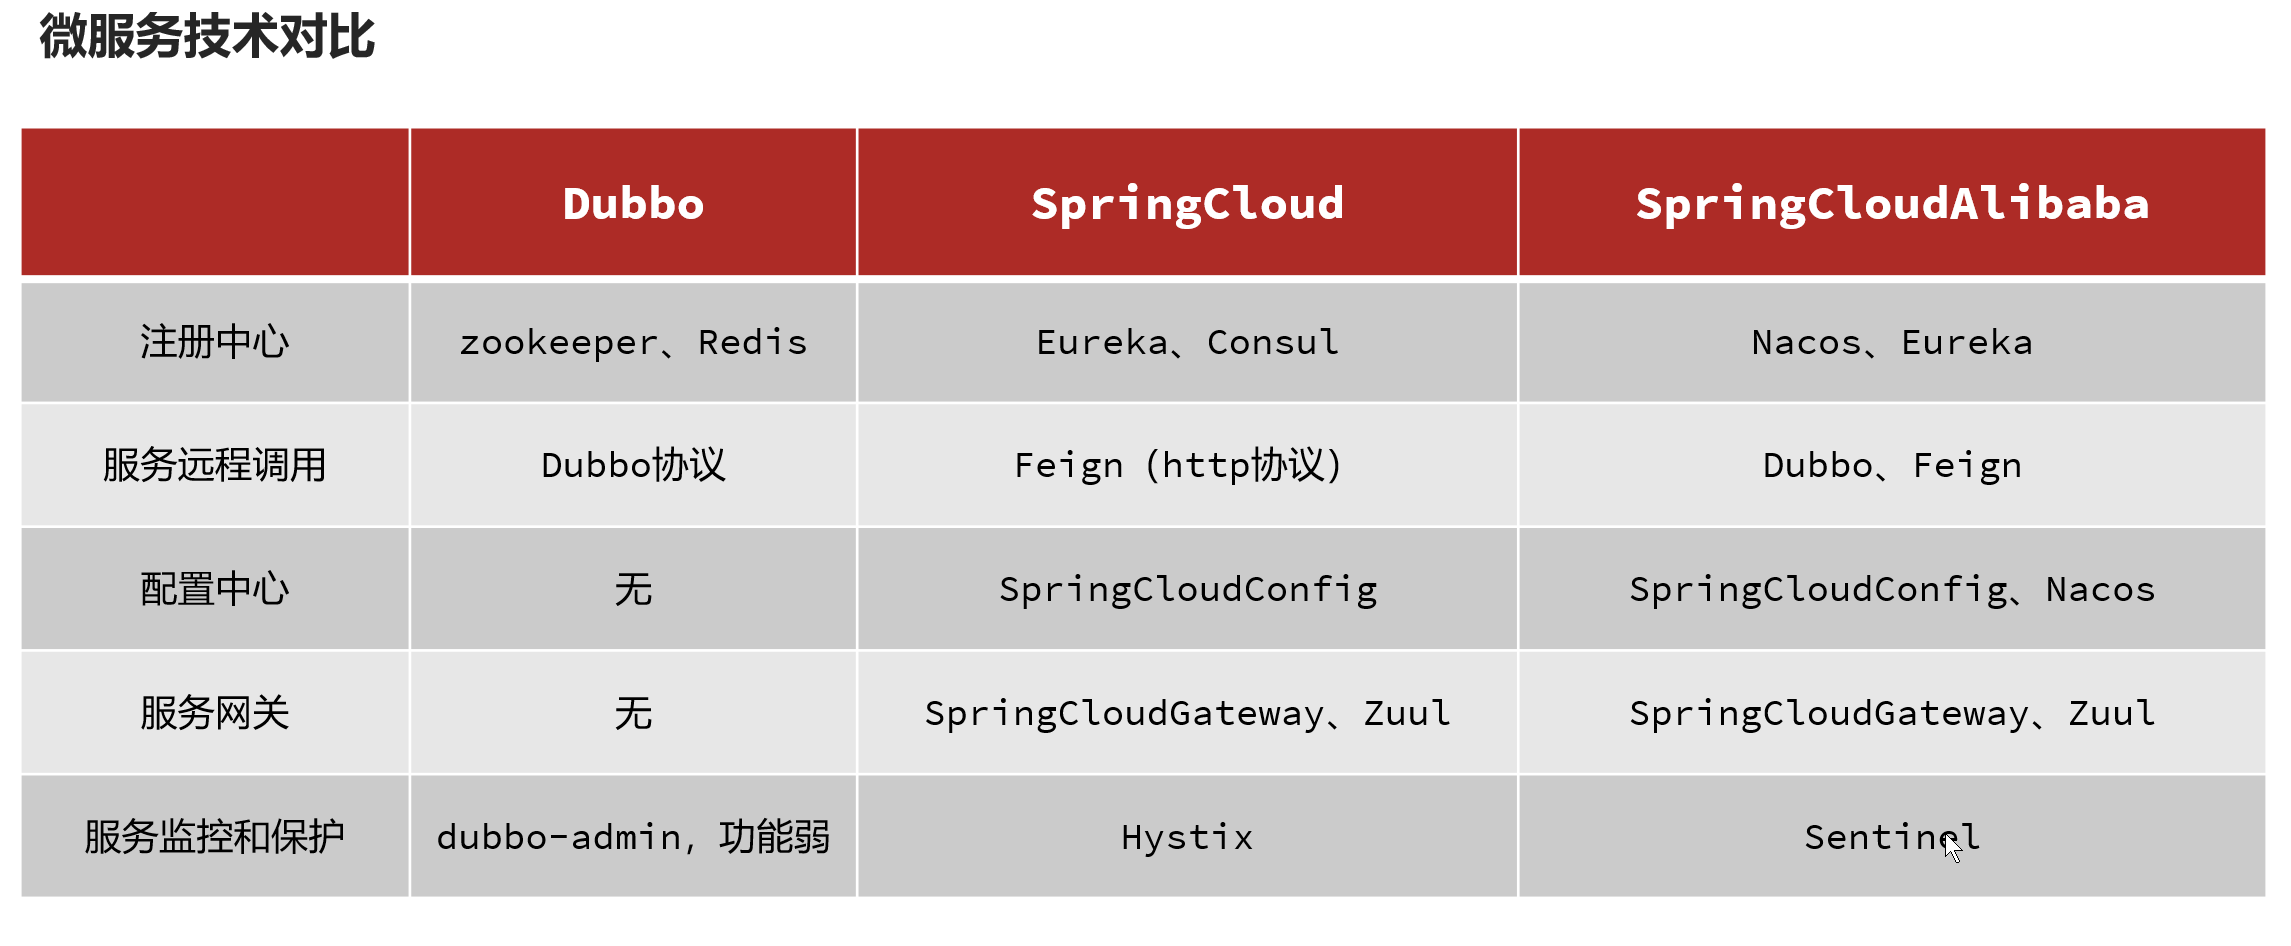 微服务技术对比
Dubbo SpringCloud SpringCloudAlibaba
注册中心 zookeeper、Redis Eureka、Consul Nacos、Eureka
服务远程调用 Dubbo协议 Feign（http协议） Dubbo、Feign
配置中心 无 SpringCloudConfig SpringCloudConfig、Nacos
服务网关 无 SpringCloudGateway、Zuul SpringCloudGateway、Zuul
服务监控和保护 dubbo-admin，功能弱 Hystix Sentinel